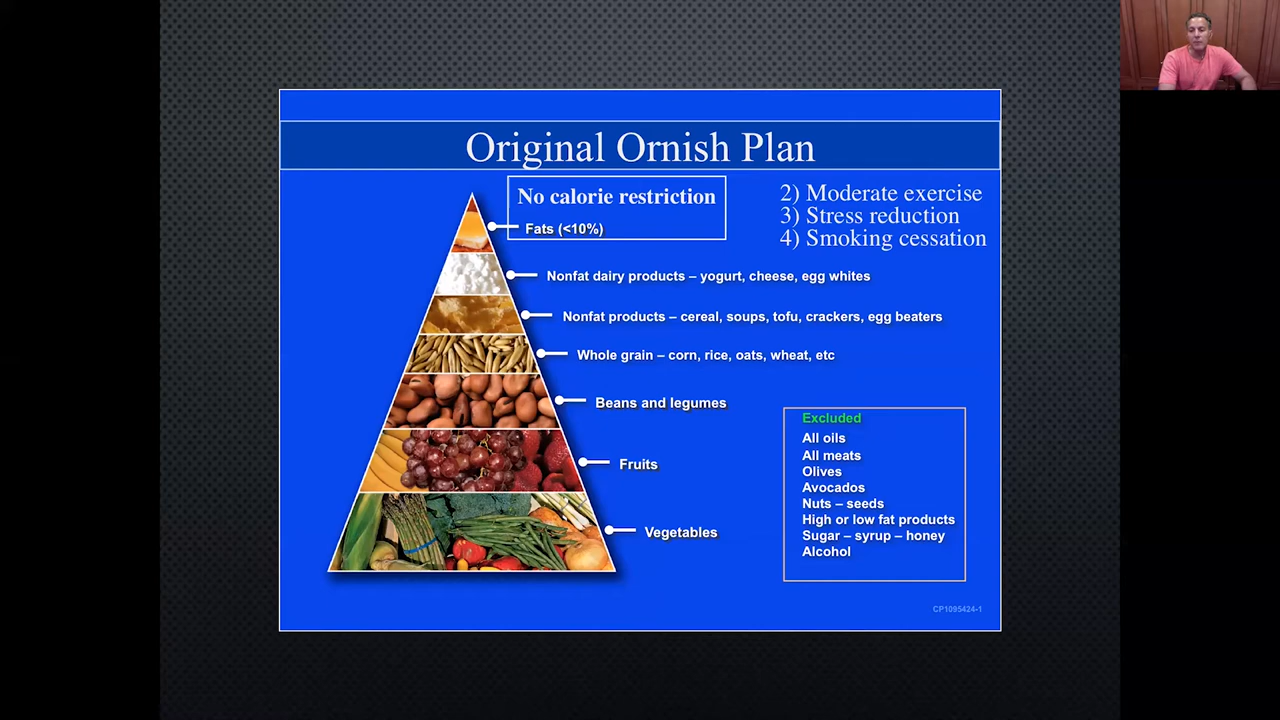 Original Ornish Plan
No calorie restriction
Fats (<10%)
2) Moderate exercise
3) Stress reduction
4) Smoking cessation
Nonfat dairy products – yogurt, cheese, egg whites
Nonfat products – cereal, soups, tofu, crackers, egg beaters
Whole grain – corn, rice, oats, wheat, etc
Beans and legumes
Fruits
Vegetables
Excluded
All oils
All meats
Olives
Avocados
Nuts – seeds
High or low fat products
Sugar – syrup – honey
Alcohol
CP1095424-1